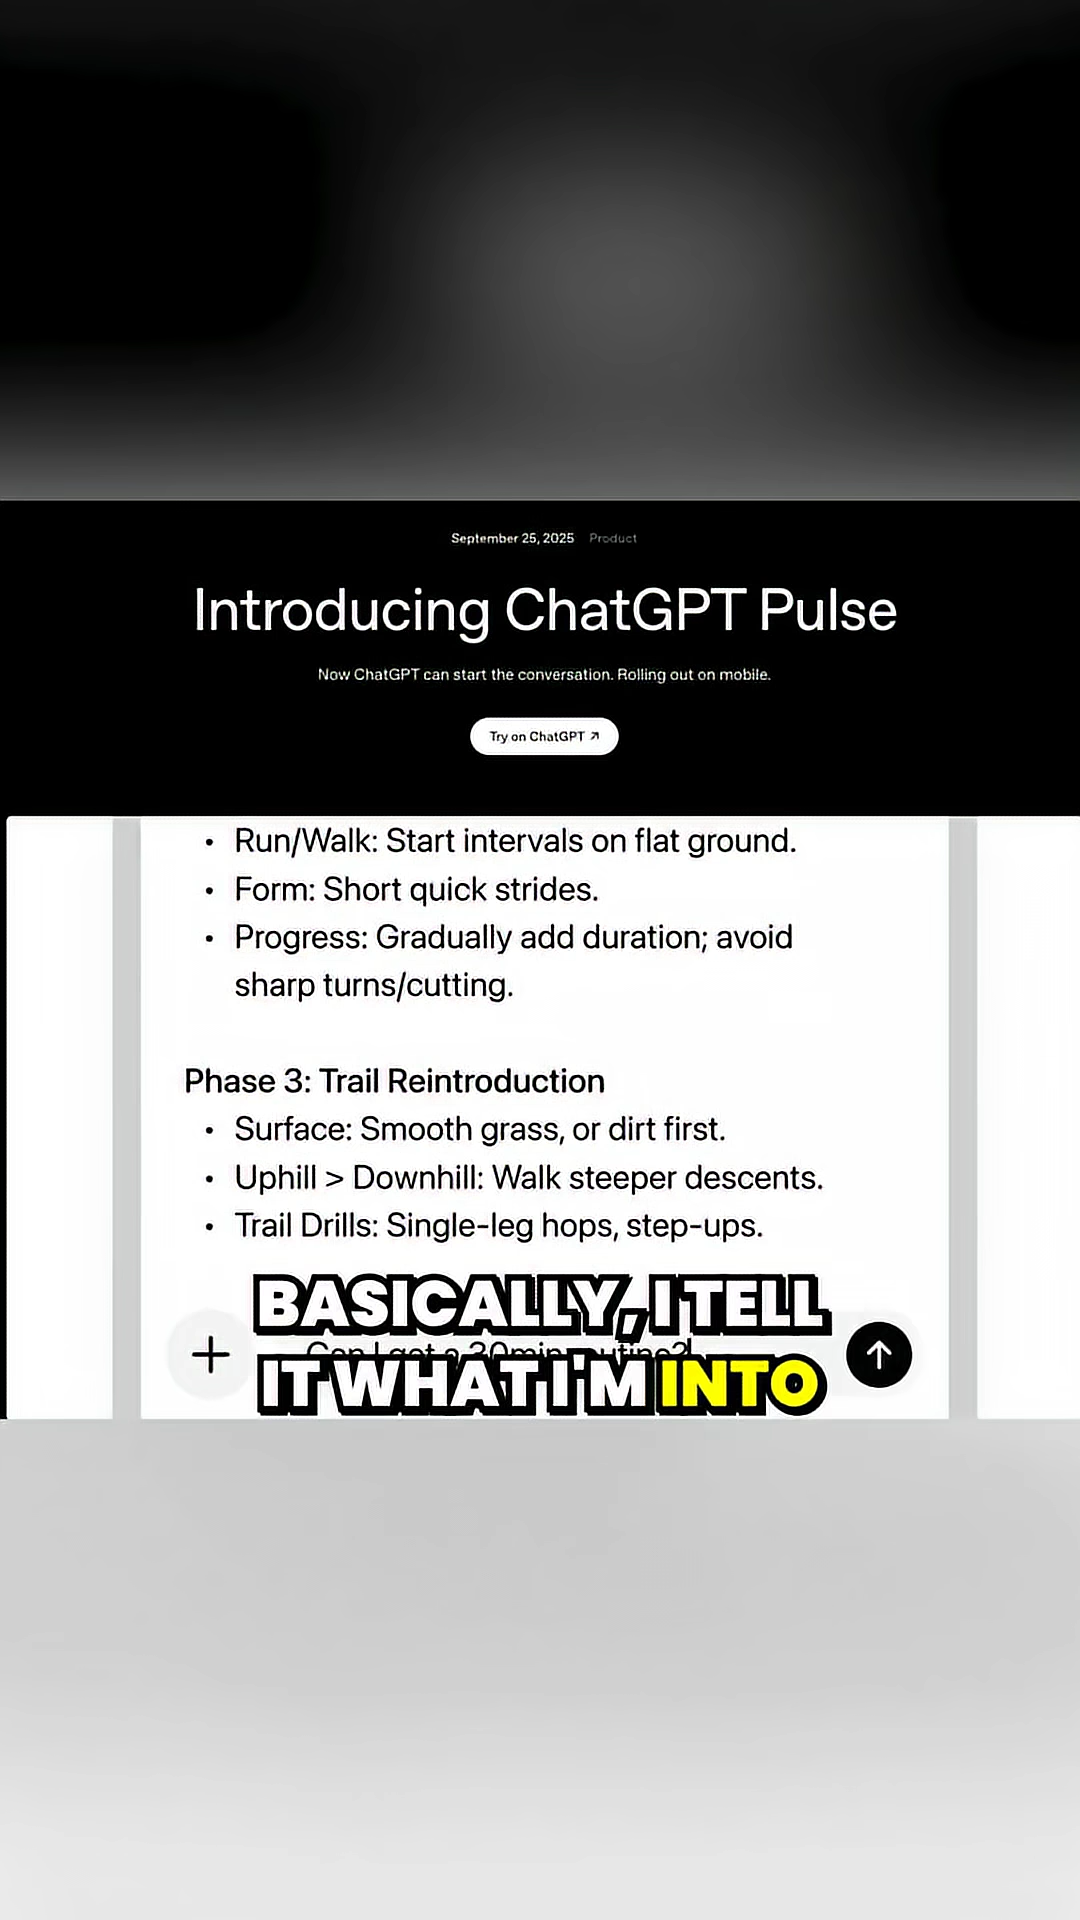 September 25, 2025 Product
Introducing ChatGPT Pulse
Now ChatGPT can start the conversation. Rolling out on mobile.
Try on ChatGPT ↗
• Run/Walk: Start intervals on flat ground.
• Form: Short quick strides.
• Progress: Gradually add duration; avoid
sharp turns/cutting.
Phase 3: Trail Reintroduction
• Surface: Smooth grass, or dirt first.
• Uphill > Downhill: Walk steeper descents.
• Trail Drills: Single-leg hops, step-ups.
BASICALLY, I TELL
IT WHAT I'M INTO